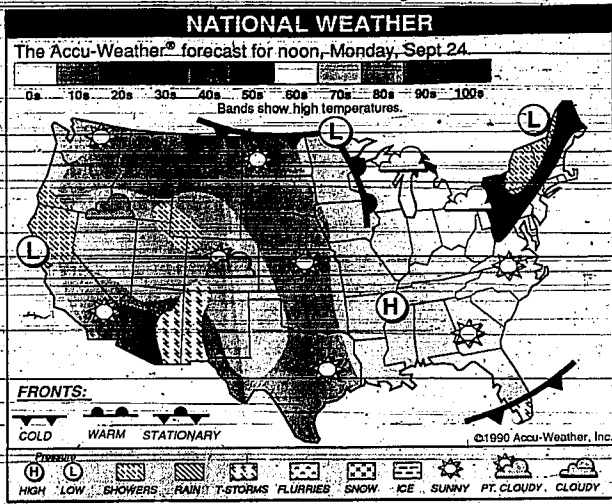 NATIONAL WEATHER
The Accu-Weather® forecast for noon, Monday, Sept 24.
0s 10s 20s 30s 40s 50s 60s 70s 80s 90s 100s
Bands show high temperatures.
L
L
L
H
FRONTS:
COLD WARM STATIONARY
©1990 Accu-Weather, Inc.
Pressure
H L
HIGH LOW SHOWERS RAIN T-STORMS FLURRIES SNOW ICE SUNNY PT. CLOUDY CLOUDY